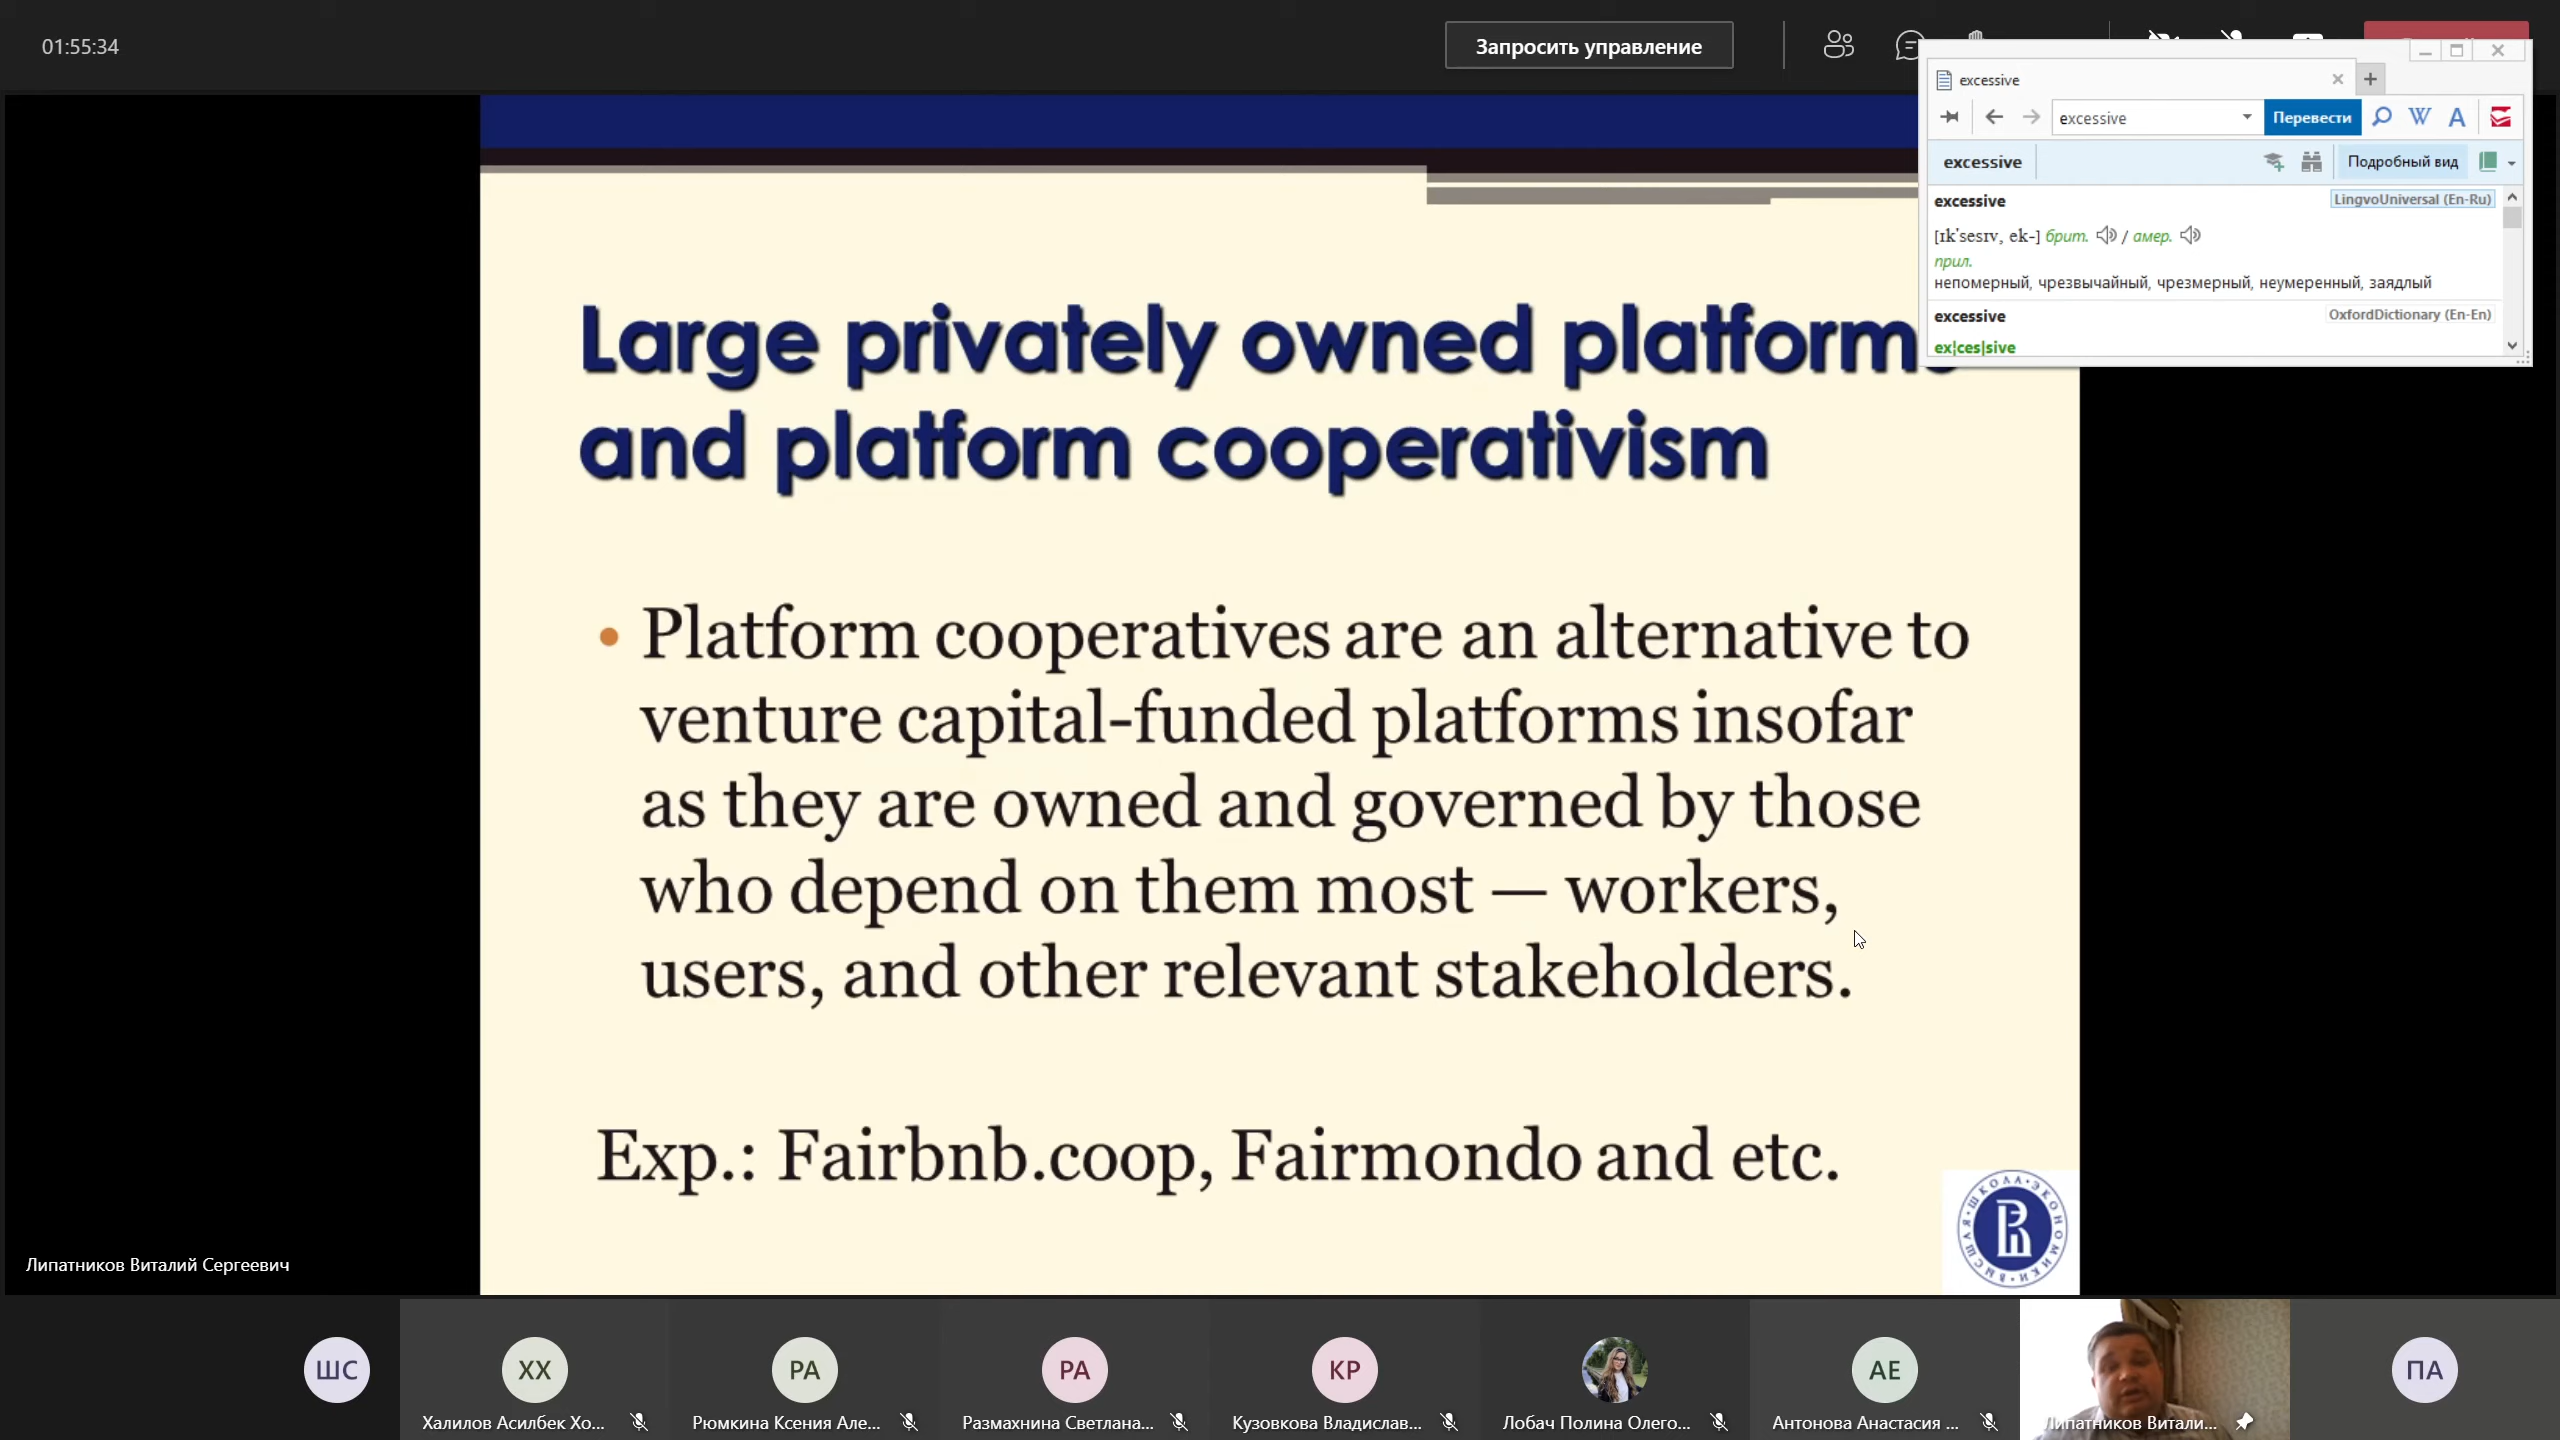 01:55:34
Запросить управление
excessive
excessive
Перевести
excessive
Подробный вид
excessive
LingvoUniversal (En-Ru)
[ɪk'sesɪv, ek-] брит. / амер.
прил.
непомерный, чрезвычайный, чрезмерный, неумеренный, заядлый
excessive
OxfordDictionary (En-En)
ex¦ces|sive
Large privately owned platforms
and platform cooperativism
• Platform cooperatives are an alternative to
venture capital-funded platforms insofar
as they are owned and governed by those
who depend on them most — workers,
users, and other relevant stakeholders.
Exp.: Fairbnb.coop, Fairmondo and etc.
ВЫСШАЯ ШКОЛА ЭКОНОМИКИ
Липатников Виталий Сергеевич
ШС
ХХ
РА
РА
КР
АЕ
ПА
Халилов Асилбек Хо...
Рюмкина Ксения Але...
Размахнина Светлана...
Кузовкова Владислав...
Лобач Полина Олего...
Антонова Анастасия ...
Липатников Витали...